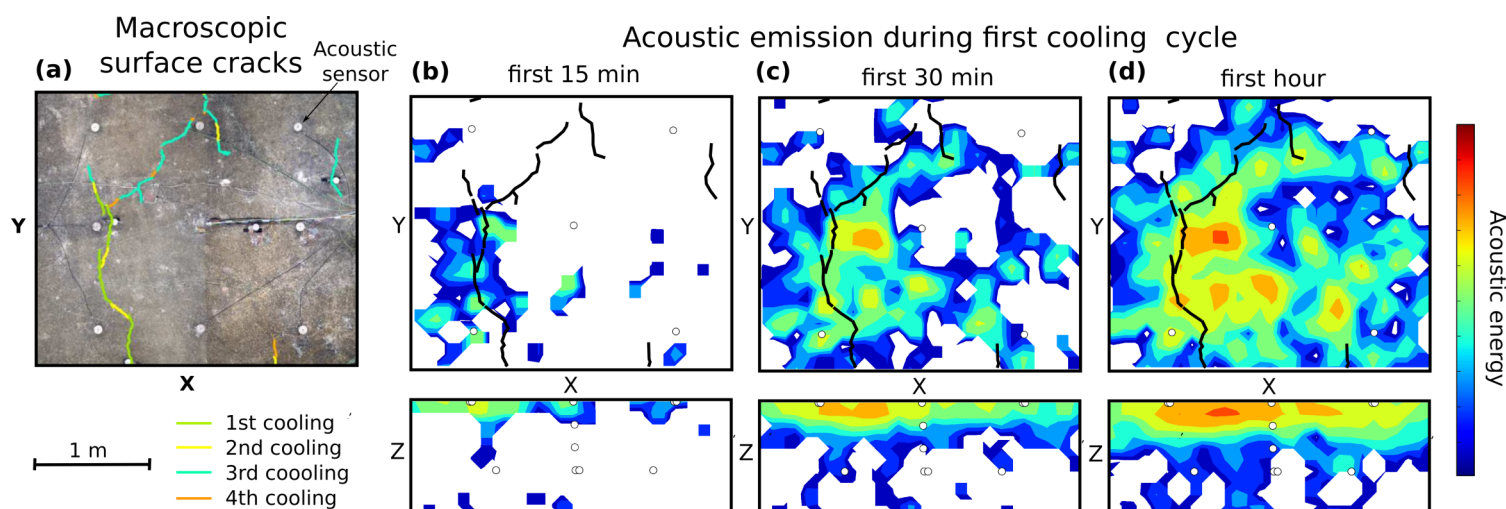 Macroscopic
surface cracks
Acoustic
sensor
(a)
Y
X
1 m
1st cooling
2nd cooling
3rd coooling
4th cooling
Acoustic emission during first cooling cycle
(b)
first 15 min
Y
X
Z
(c)
first 30 min
Y
X
Z
(d)
first hour
Y
X
Z
Acoustic energy